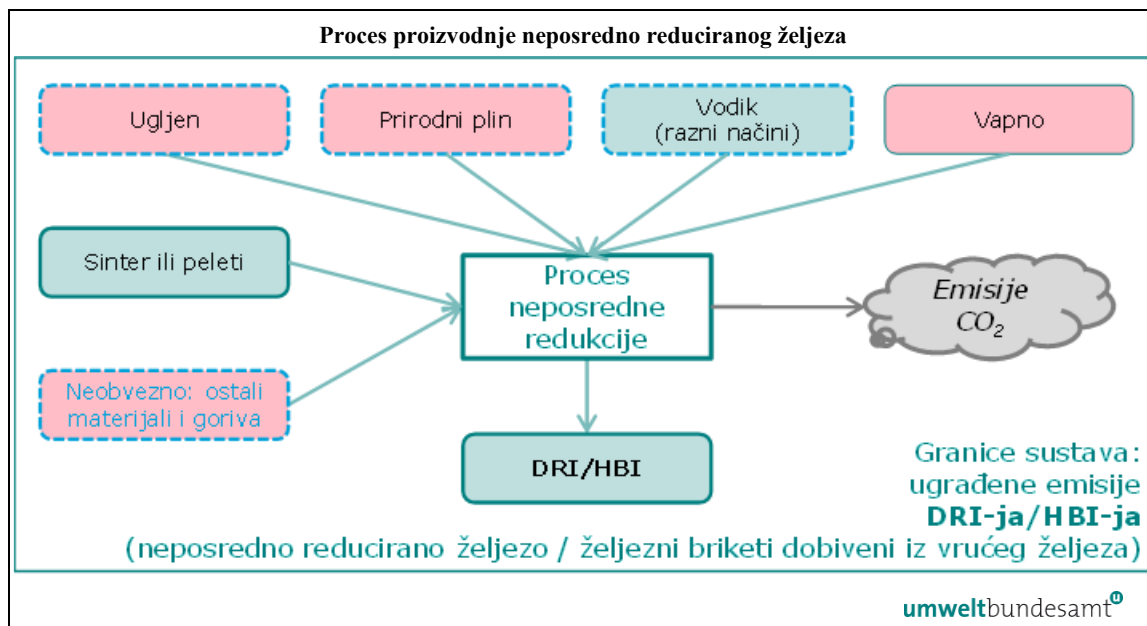 Proces proizvodnje neposredno reduciranog željeza
Ugljen
Prirodni plin
Vodik
(razni načini)
Vapno
Sinter ili peleti
Proces
neposredne
redukcije
Emisije
CO₂
Neobvezno: ostali
materijali i goriva
DRI/HBI
Granice sustava:
ugrađene emisije
DRI-ja/HBI-ja
(neposredno reducirano željezo / željezni briketi dobiveni iz vrućeg željeza)
umweltbundesamt